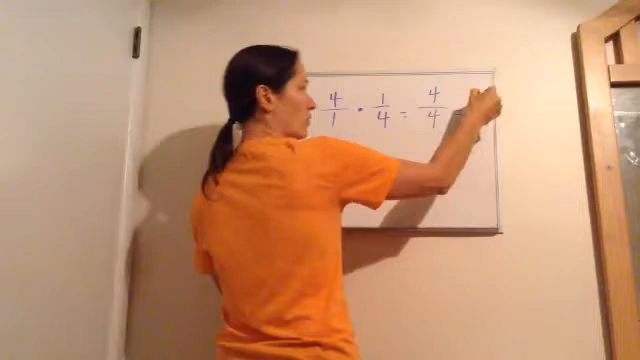 4/1 · 1/4 = 4/4 =